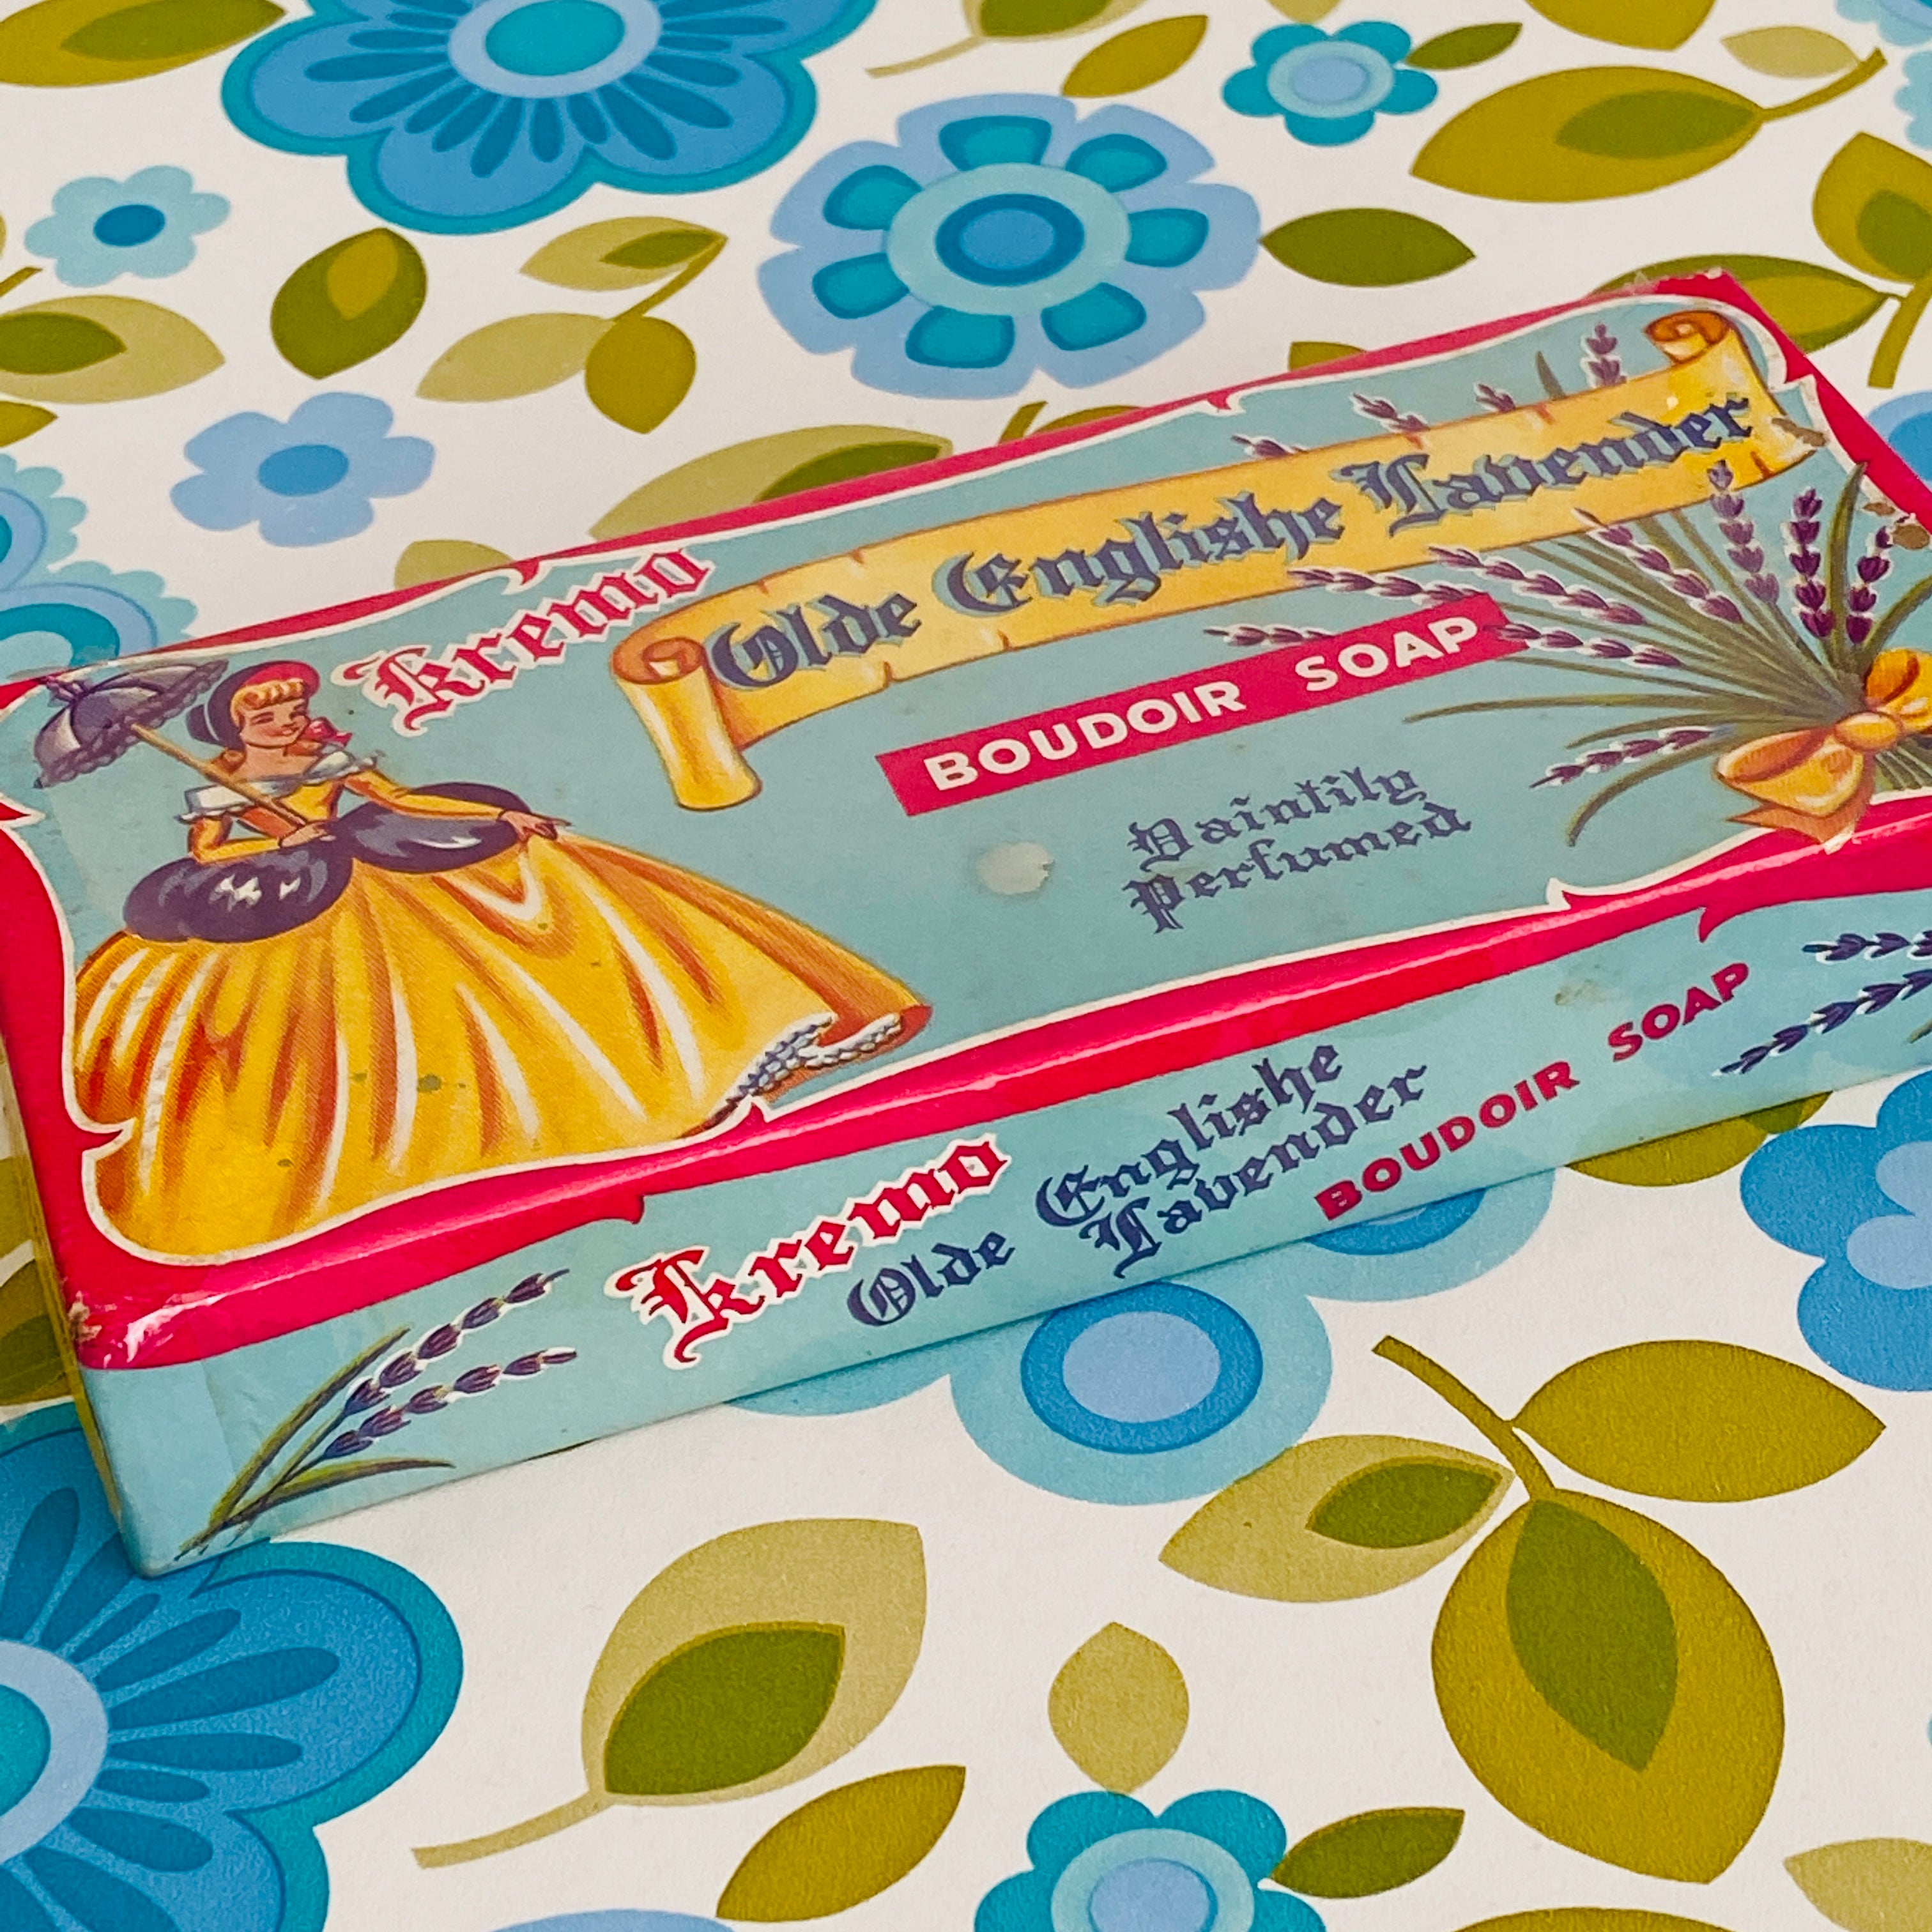 Kremo
Olde Englishe Lavender
BOUDOIR SOAP
Daintily
Perfumed
Kremo
Olde Englishe
Lavender
BOUDOIR SOAP